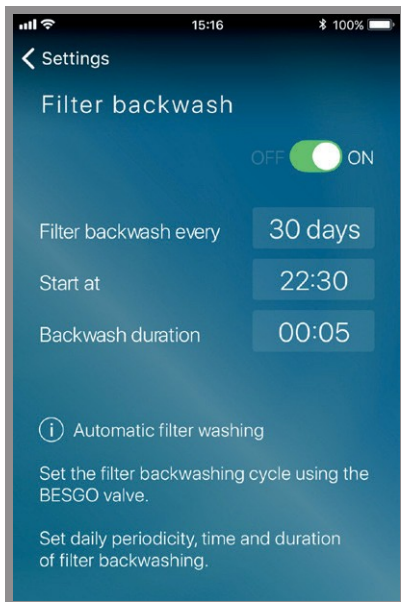 15:16
100%
Settings
Filter backwash
OFF ON
Filter backwash every 30 days
Start at 22:30
Backwash duration 00:05
i Automatic filter washing
Set the filter backwashing cycle using the
BESGO valve.
Set daily periodicity, time and duration
of filter backwashing.